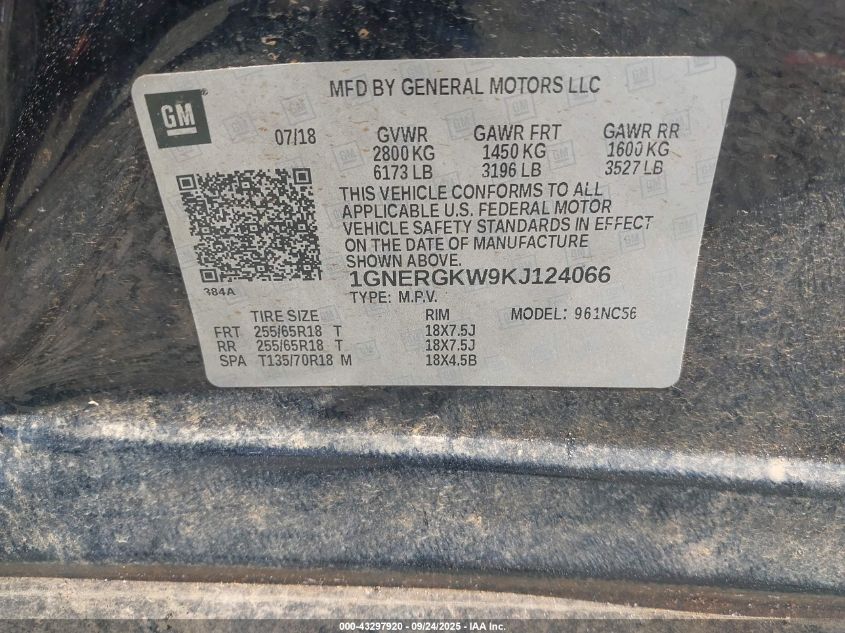 GM
MFD BY GENERAL MOTORS LLC
07/18
GVWR GAWR FRT GAWR RR
2800 KG 1450 KG 1600 KG
6173 LB 3196 LB 3527 LB
THIS VEHICLE CONFORMS TO ALL
APPLICABLE U.S. FEDERAL MOTOR
VEHICLE SAFETY STANDARDS IN EFFECT
ON THE DATE OF MANUFACTURE
SHOWN ABOVE.
1GNERGKW9KJ124066
384A
TYPE: M.P.V.
TIRE SIZE RIM MODEL: 961NC56
FRT 255/65R18 T 18X7.5J
RR 255/65R18 T 18X7.5J
SPA T135/70R18 M 18X4.5B
000-43297920 - 09/24/2025 - IAA Inc.